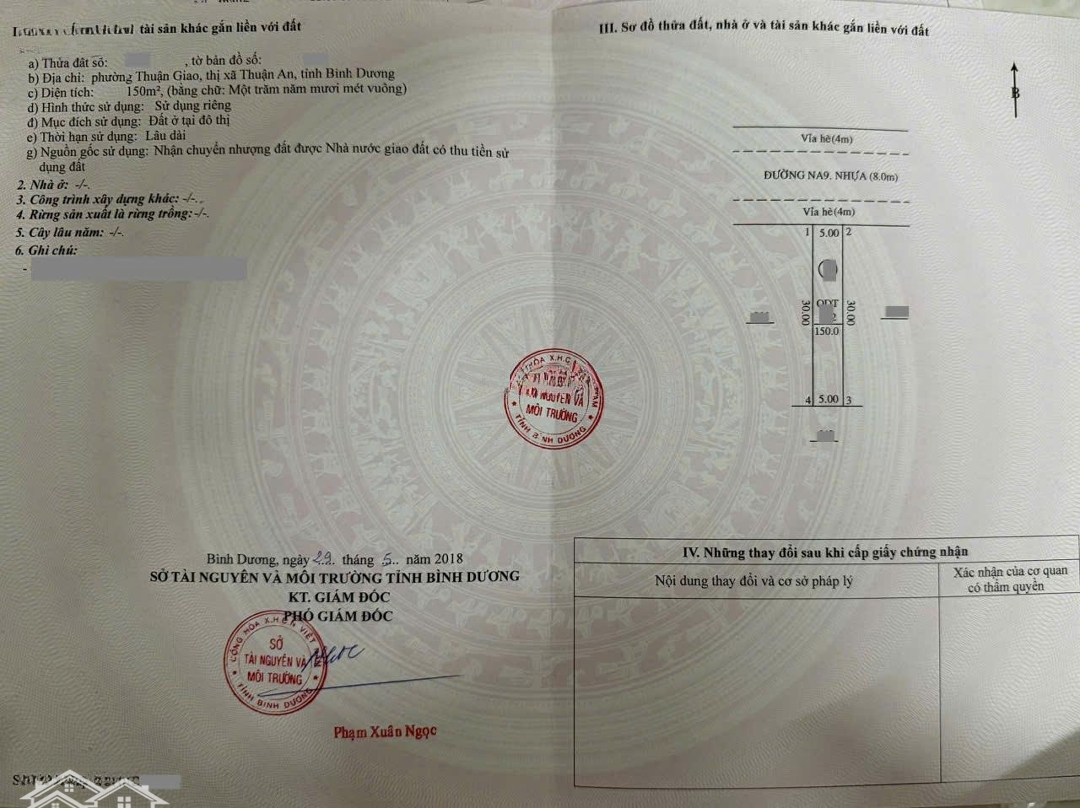 tài sản khác gắn liền với đất
a) Thửa đất số: , tờ bản đồ số:
b) Địa chỉ: phường Thuận Giao, thị xã Thuận An, tỉnh Bình Dương
c) Diện tích: 150m², (bằng chữ: Một trăm năm mươi mét vuông)
d) Hình thức sử dụng: Sử dụng riêng
đ) Mục đích sử dụng: Đất ở tại đô thị
e) Thời hạn sử dụng: Lâu dài
g) Nguồn gốc sử dụng: Nhận chuyển nhượng đất được Nhà nước giao đất có thu tiền sử
dụng đất
2. Nhà ở: -/-.
3. Công trình xây dựng khác: -/-.
4. Rừng sản xuất là rừng trồng: -/-.
5. Cây lâu năm: -/-.
6. Ghi chú:
-
Bình Dương, ngày 29 tháng 5.. năm 2018
SỞ TÀI NGUYÊN VÀ MÔI TRƯỜNG TỈNH BÌNH DƯƠNG
KT. GIÁM ĐỐC
PHÓ GIÁM ĐỐC
CỘNG HÒA X.H.C.N VIỆT NAM
SỞ
TÀI NGUYÊN VÀ
MÔI TRƯỜNG
TỈNH BÌNH DƯƠNG
Phạm Xuân Ngọc
III. Sơ đồ thửa đất, nhà ở và tài sản khác gắn liền với đất
B
Vỉa hè(4m)
ĐƯỜNG NA9. NHỰA (8.0m)
Vỉa hè(4m)
1 5.00 2
30.00 ODT 30.00
150.0
4 5.00 3
NGUYÊN VÀ
MÔI TRƯỜNG
TỈNH BÌNH DƯƠNG
IV. Những thay đổi sau khi cấp giấy chứng nhận
Nội dung thay đổi và cơ sở pháp lý
Xác nhận của cơ quan
có thẩm quyền